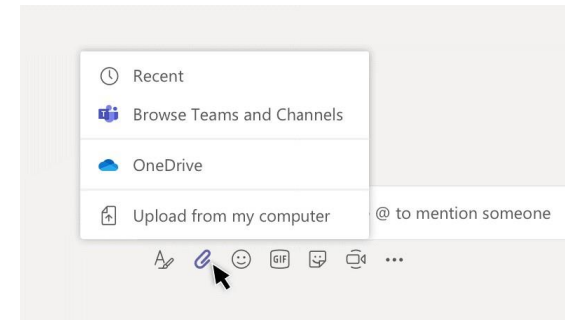 Recent
Browse Teams and Channels
OneDrive
Upload from my computer
@ to mention someone
GIF